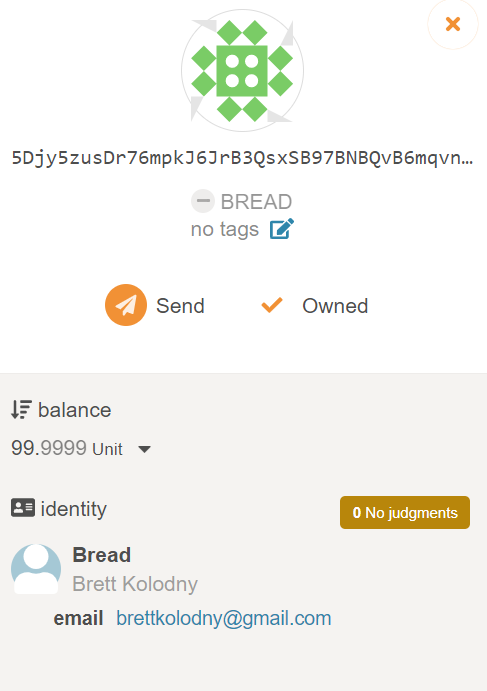 5Djy5zusDr76mpkJ6JrB3QsxSB97BNBQvB6mqvn…
BREAD
no tags
Send
Owned
balance
99.9999 Unit
identity
0 No judgments
Bread
Brett Kolodny
email brettkolodny@gmail.com